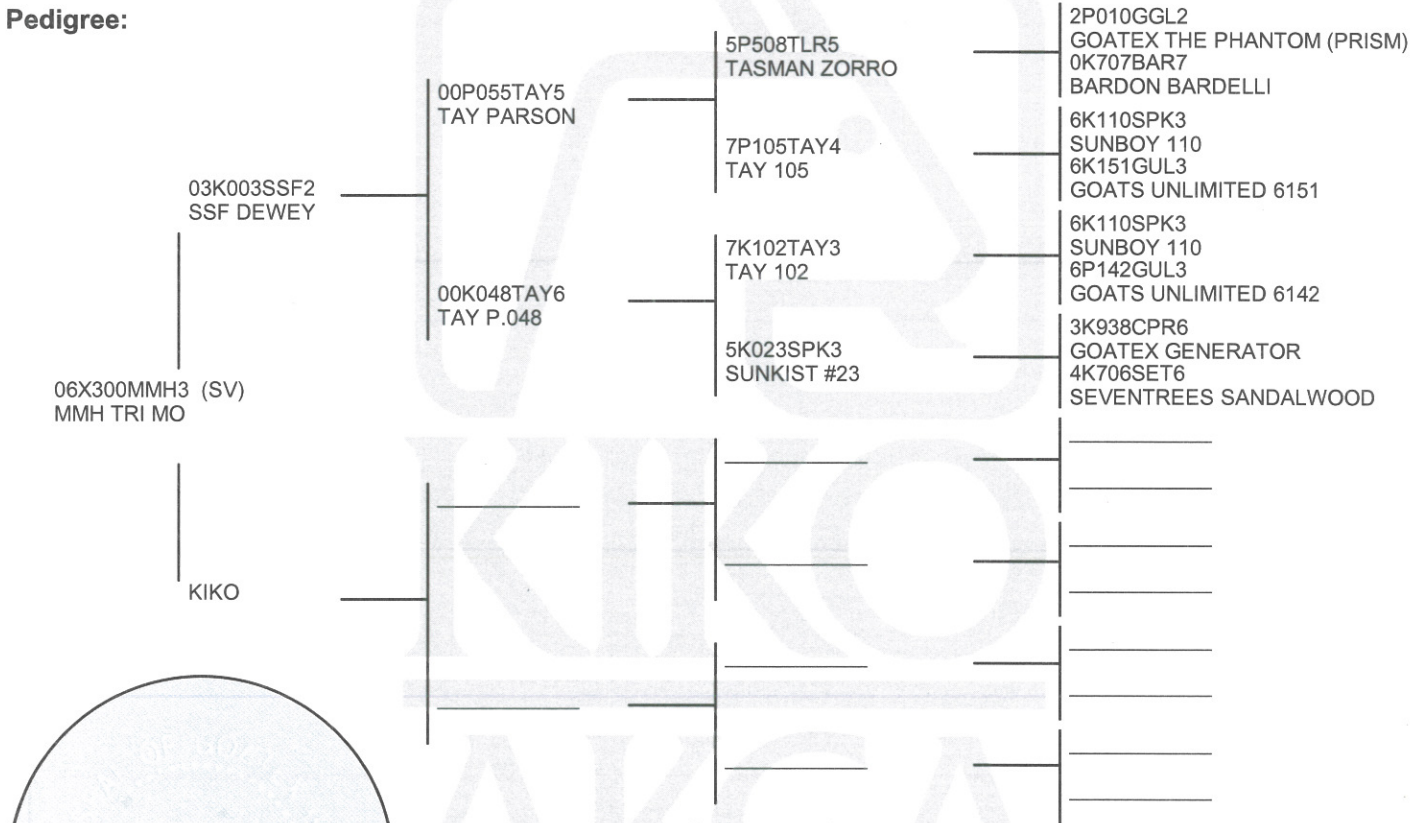 Pedigree:
2P010GGL2
GOATEX THE PHANTOM (PRISM)
0K707BAR7
BARDON BARDELLI
5P508TLR5
TASMAN ZORRO
00P055TAY5
TAY PARSON
7P105TAY4
TAY 105
6K110SPK3
SUNBOY 110
6K151GUL3
GOATS UNLIMITED 6151
03K003SSF2
SSF DEWEY
7K102TAY3
TAY 102
6K110SPK3
SUNBOY 110
6P142GUL3
GOATS UNLIMITED 6142
00K048TAY6
TAY P.048
5K023SPK3
SUNKIST #23
3K938CPR6
GOATEX GENERATOR
4K706SET6
SEVENTREES SANDALWOOD
06X300MMH3 (SV)
MMH TRI MO
KIKO
KIKO
AKGA